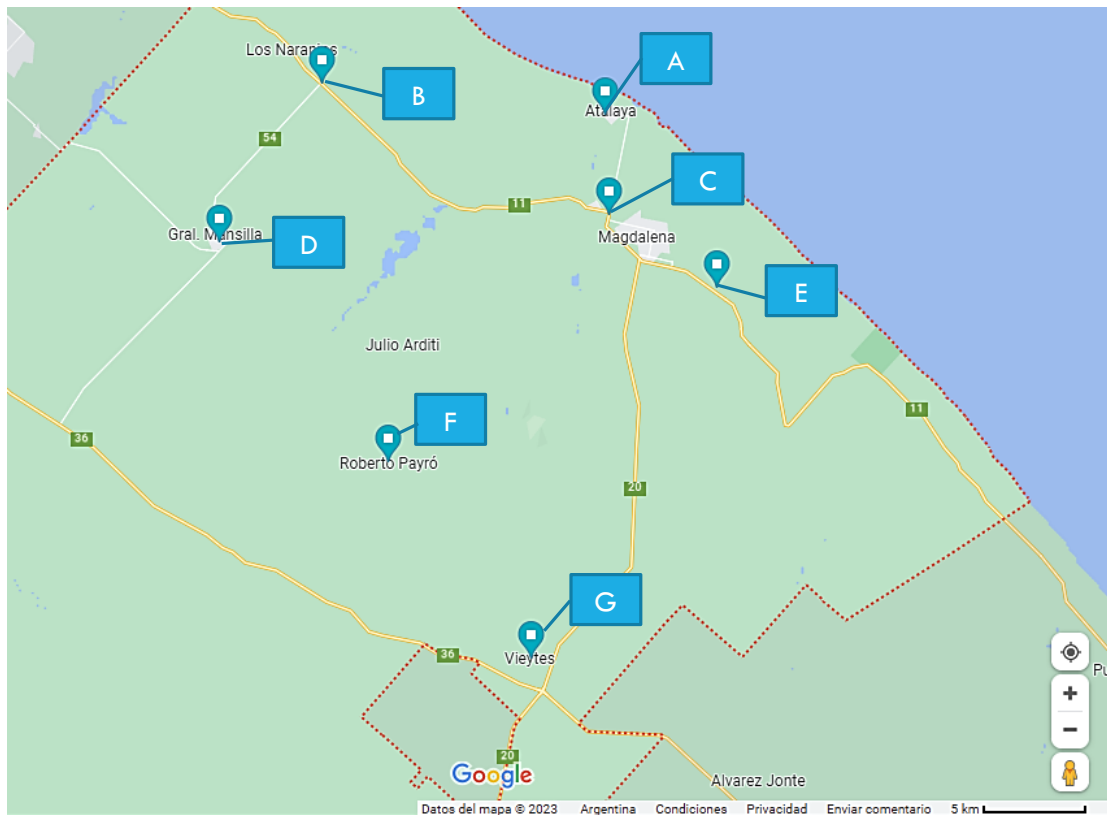 Los Naranjos
A
B
Atalaya
54
C
11
Gral. Mansilla
D
Magdalena
E
Julio Arditi
11
F
36
Roberto Payró
20
G
36
Vieytes
20
Google
Alvarez Jonte
Datos del mapa © 2023 Argentina Condiciones Privacidad Enviar comentario 5 km